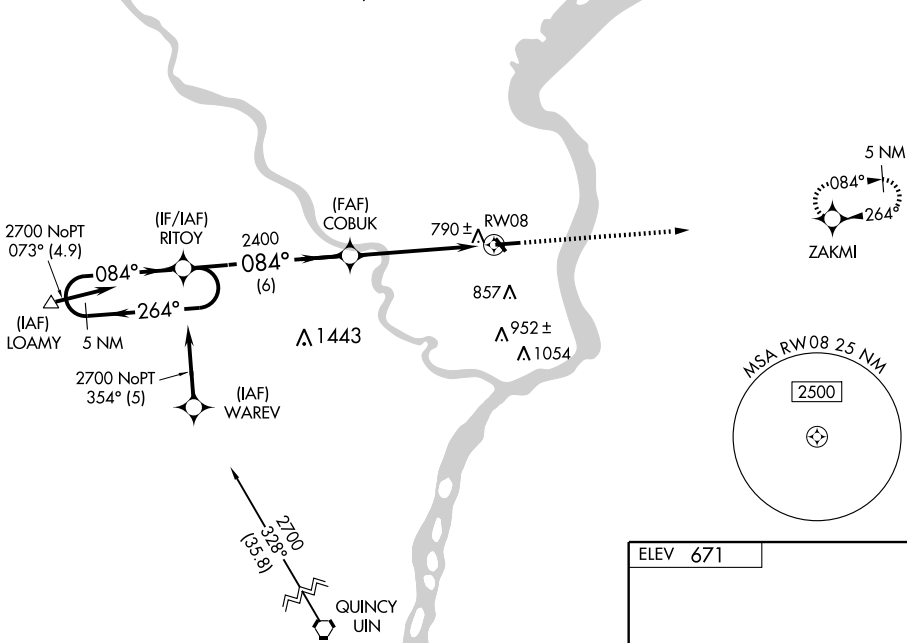 5 NM
084°
264°
ZAKMI
(FAF)
COBUK
790 ±
RW08
(IF/IAF)
RITOY
2400
084°
(6)
2700 NoPT
073° (4.9)
084°
264°
(IAF)
LOAMY
5 NM
857
952 ±
1054
1443
2700 NoPT
354° (5)
(IAF)
WAREV
MSA RW08 25 NM
2500
2700
328°
(35.8)
QUINCY
UIN
ELEV 671